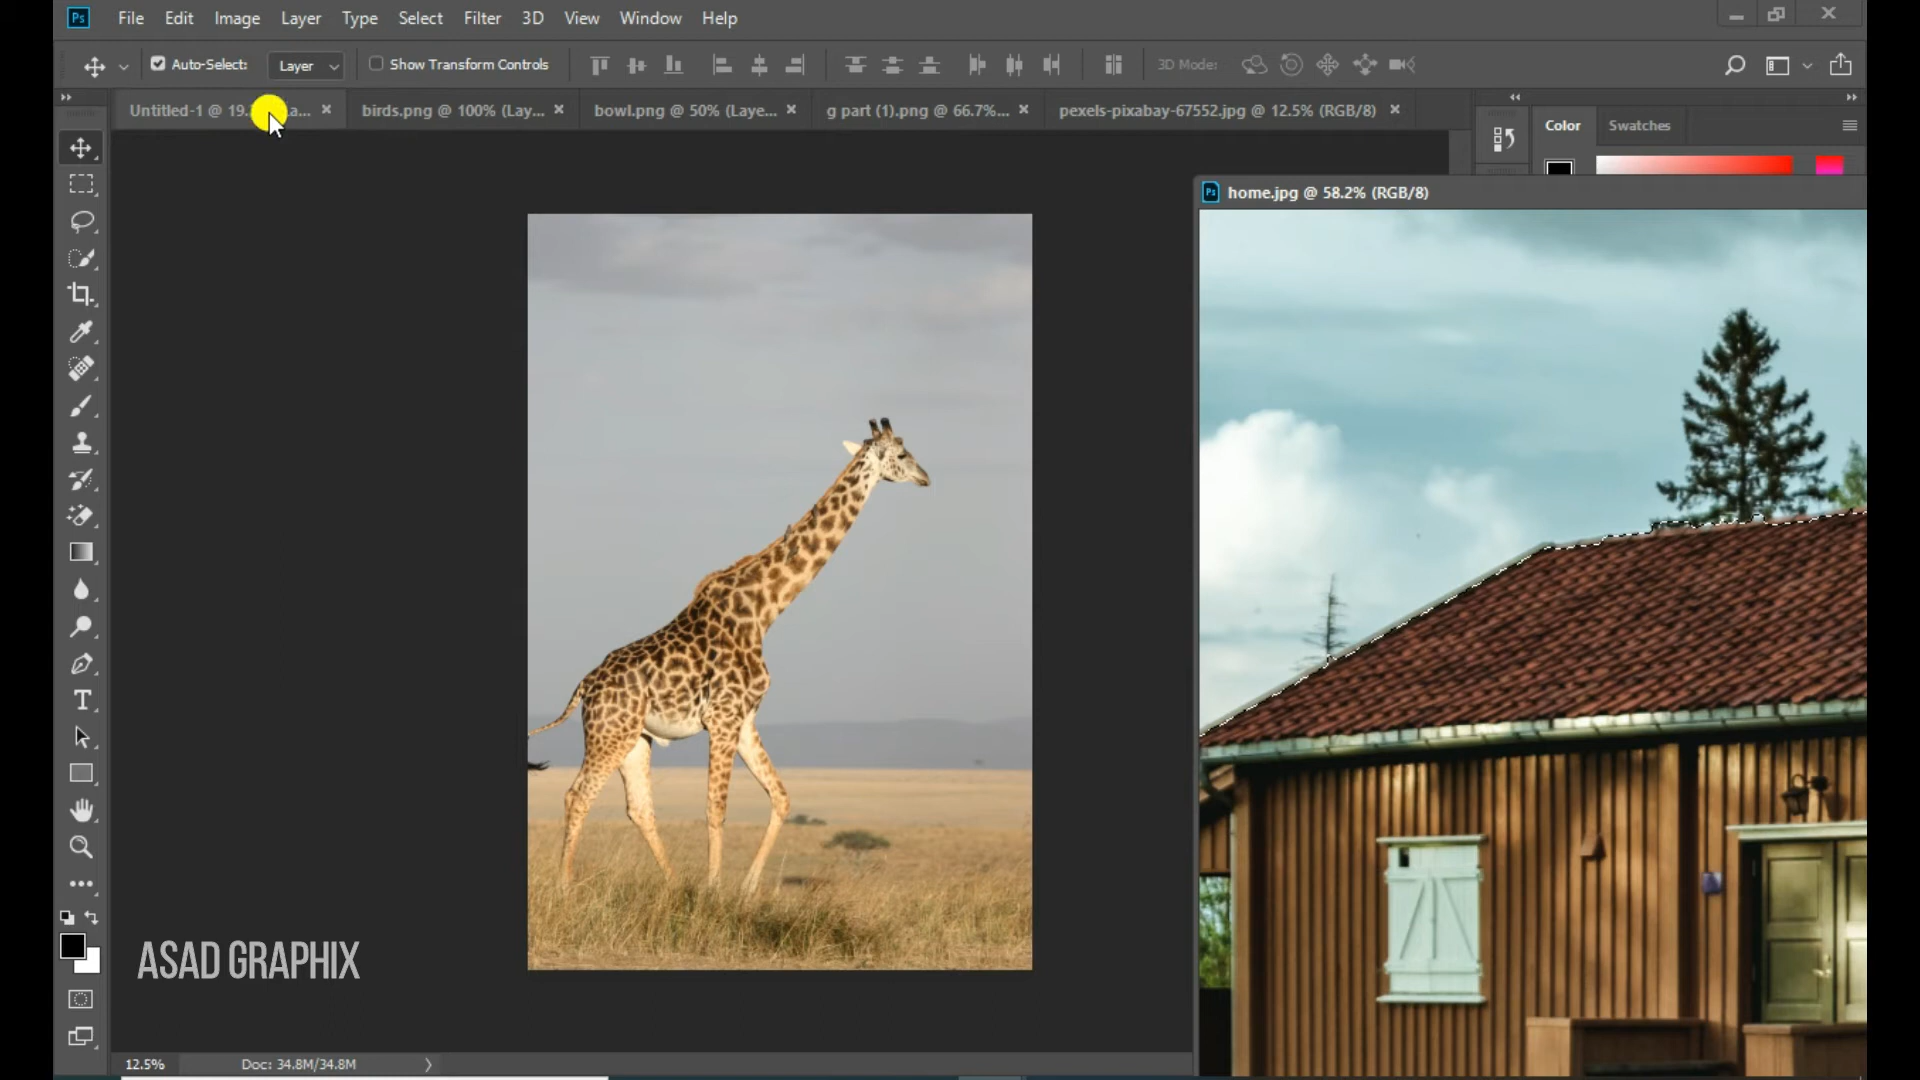 Ps File Edit Image Layer Type Select Filter 3D View Window Help
Auto-Select: Layer Show Transform Controls 3D Mode:
Untitled-1 @ 19. a... × birds.png @ 100% (Lay... × bowl.png @ 50% (Laye... × g part (1).png @ 66.7%... × pexels-pixabay-67552.jpg @ 12.5% (RGB/8) ×
Color Swatches
Ps home.jpg @ 58.2% (RGB/8)
ASAD GRAPHIX
12.5% Doc: 34.8M/34.8M